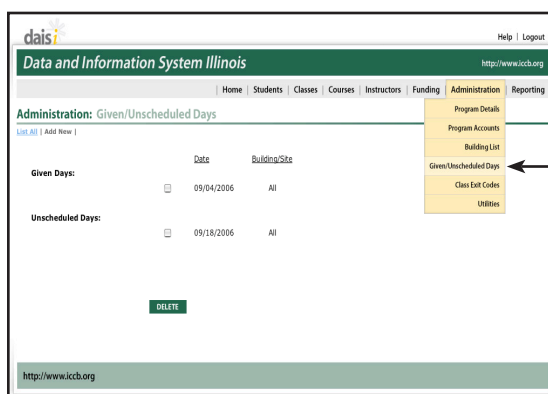 daisi
Help | Logout
Data and Information System Illinois
http://www.iccb.org
| Home | Students | Classes | Courses | Instructors | Funding | Administration | Reporting
Administration: Given/Unscheduled Days
List All | Add New |
Program Details
Program Accounts
Building List
Given/Unscheduled Days
Class Exit Codes
Utilities
Date Building/Site
Given Days:
09/04/2006 All
Unscheduled Days:
09/18/2006 All
DELETE
http://www.iccb.org